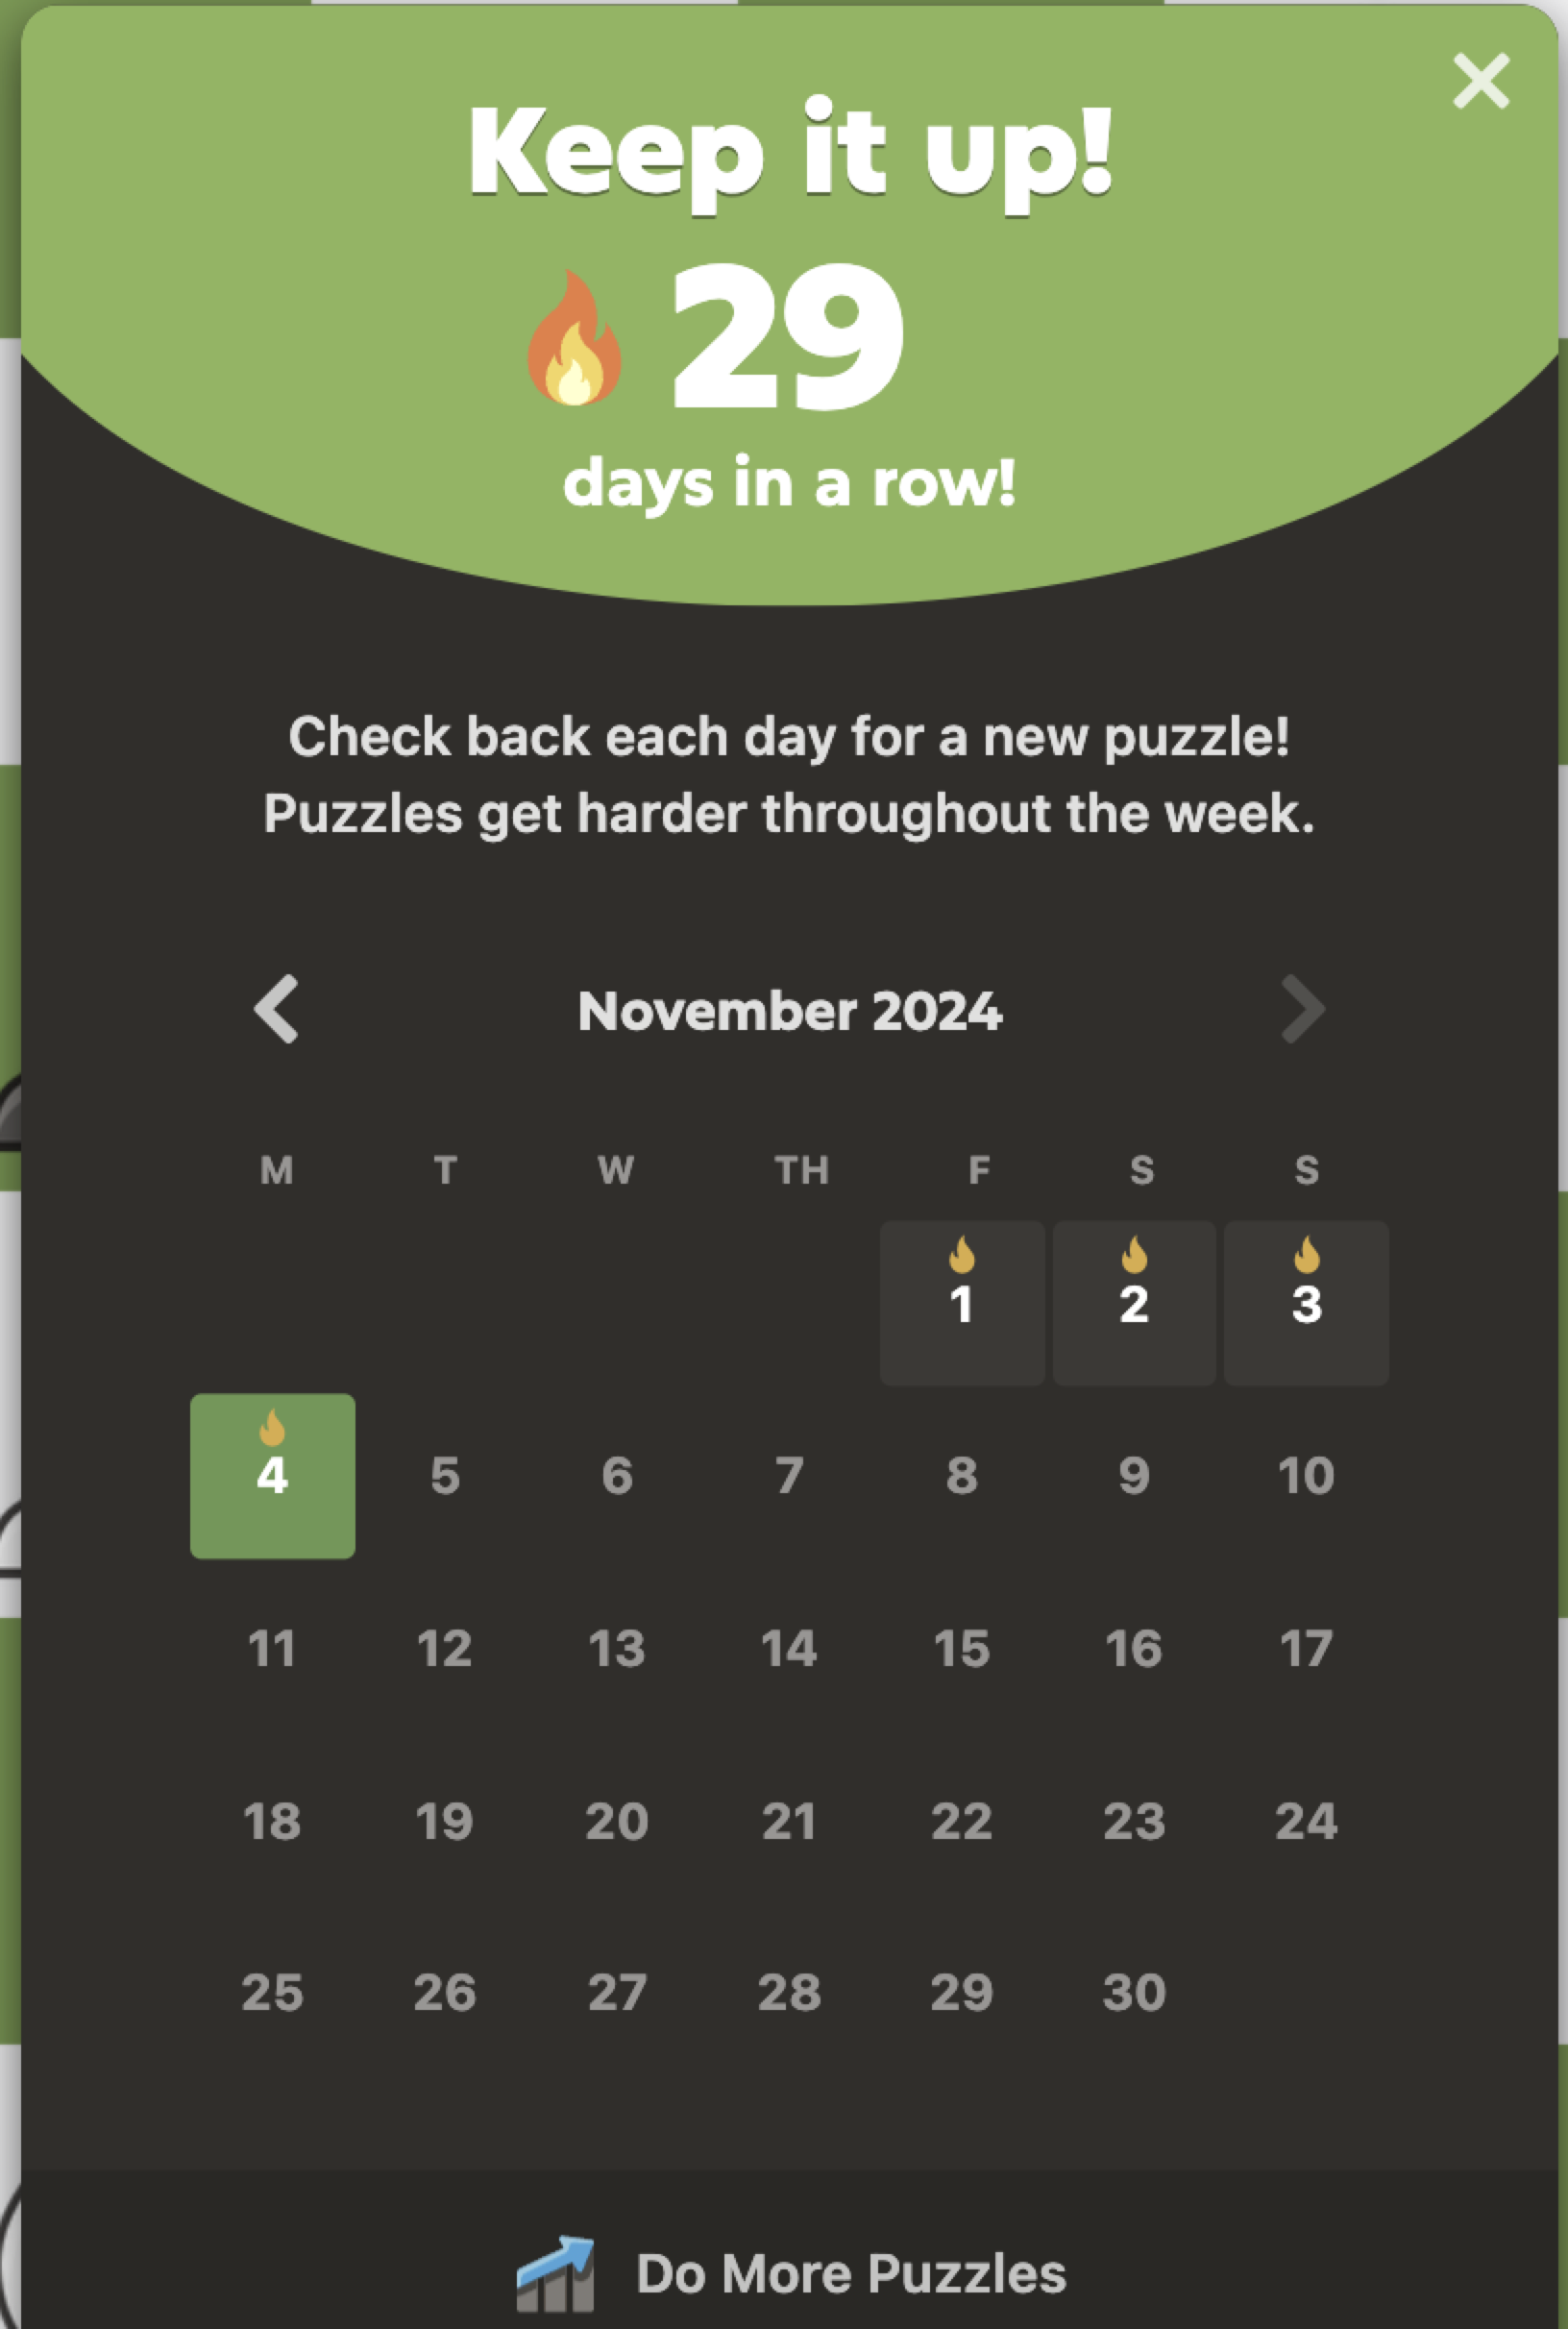 Keep it up!
29
days in a row!
Check back each day for a new puzzle!
Puzzles get harder throughout the week.
November 2024
M T W TH F S S
1 2 3
4 5 6 7 8 9 10
11 12 13 14 15 16 17
18 19 20 21 22 23 24
25 26 27 28 29 30
Do More Puzzles